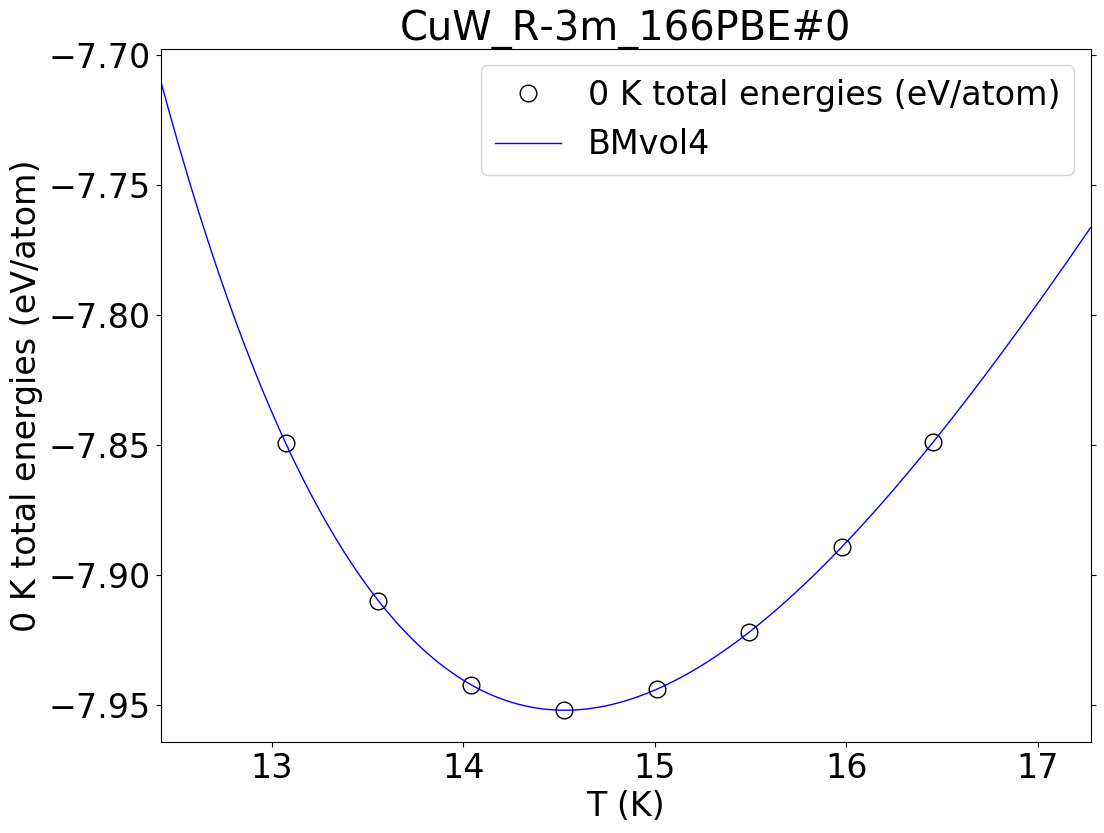 CuW_R-3m_166PBE#0
0 K total energies (eV/atom)
BMvol4
0 K total energies (eV/atom)
−7.70
−7.75
−7.80
−7.85
−7.90
−7.95
13 14 15 16 17
T (K)